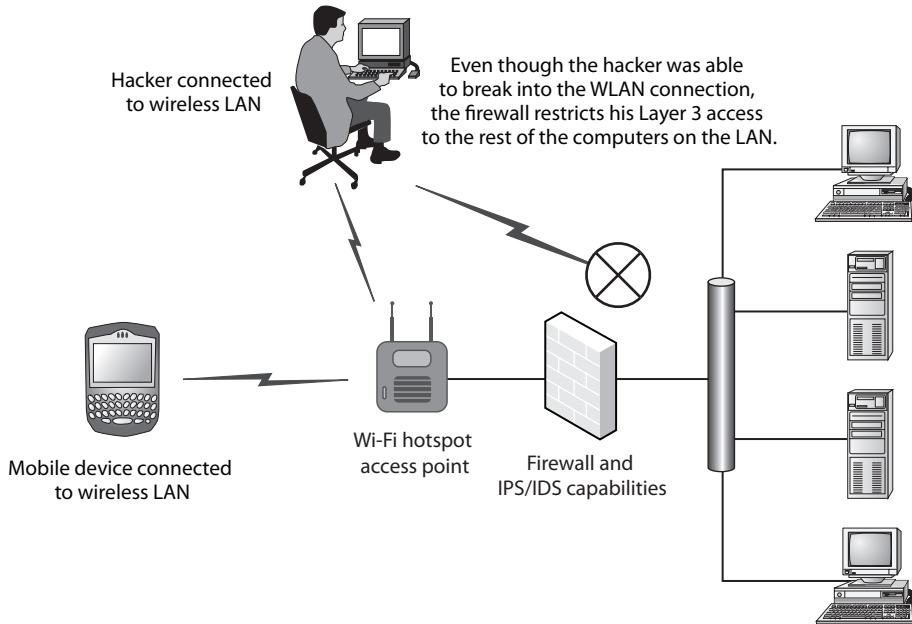 Hacker connected
to wireless LAN
Even though the hacker was able
to break into the WLAN connection,
the firewall restricts his Layer 3 access
to the rest of the computers on the LAN.
Mobile device connected
to wireless LAN
Wi-Fi hotspot
access point
Firewall and
IPS/IDS capabilities